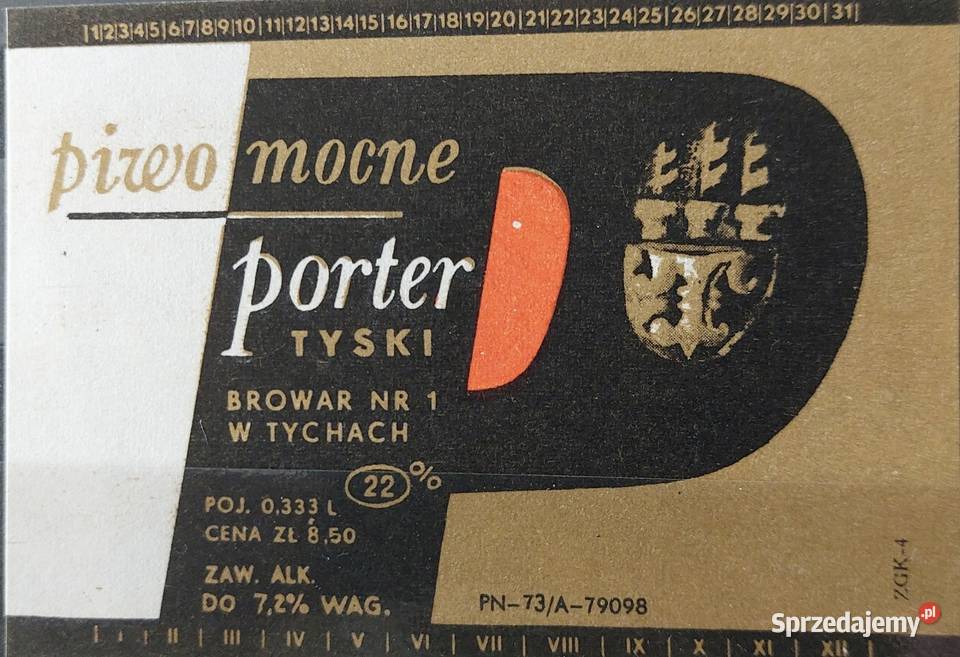 |1|2|3|4|5|6|7|8|9|10|11|12|13|14|15|16|17|18|19|20|21|22|23|24|25|26|27|28|29|30|31|
piwo mocne
porter
TYSKI
BROWAR NR 1
W TYCHACH
22%
POJ. 0,333 L
CENA ZŁ 8,50
ZAW. ALK.
DO 7,2% WAG.
PN-73/A-79098
ZGK-4
Sprzedajemy.pl
| I | II | III | IV | V | VI | VII | VIII | IX | X | XI | XII |